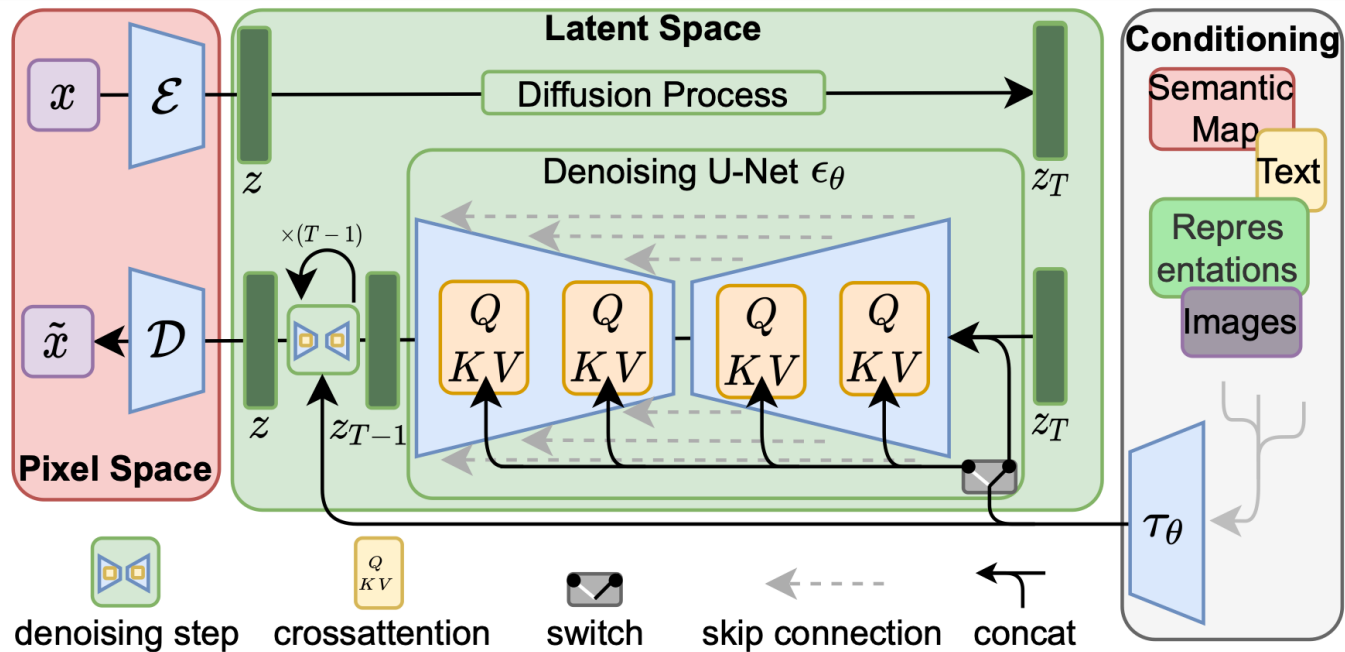 Latent Space
Conditioning
x
ℰ
Diffusion Process
Semantic
Map
Text
z
Denoising U-Net ϵθ
zT
Repres
entations
Images
×(T − 1)
x̃
𝒟
Q
KV
Q
KV
Q
KV
Q
KV
z
zT−1
zT
Pixel Space
τθ
Q
KV
denoising step
crossattention
switch
skip connection
concat